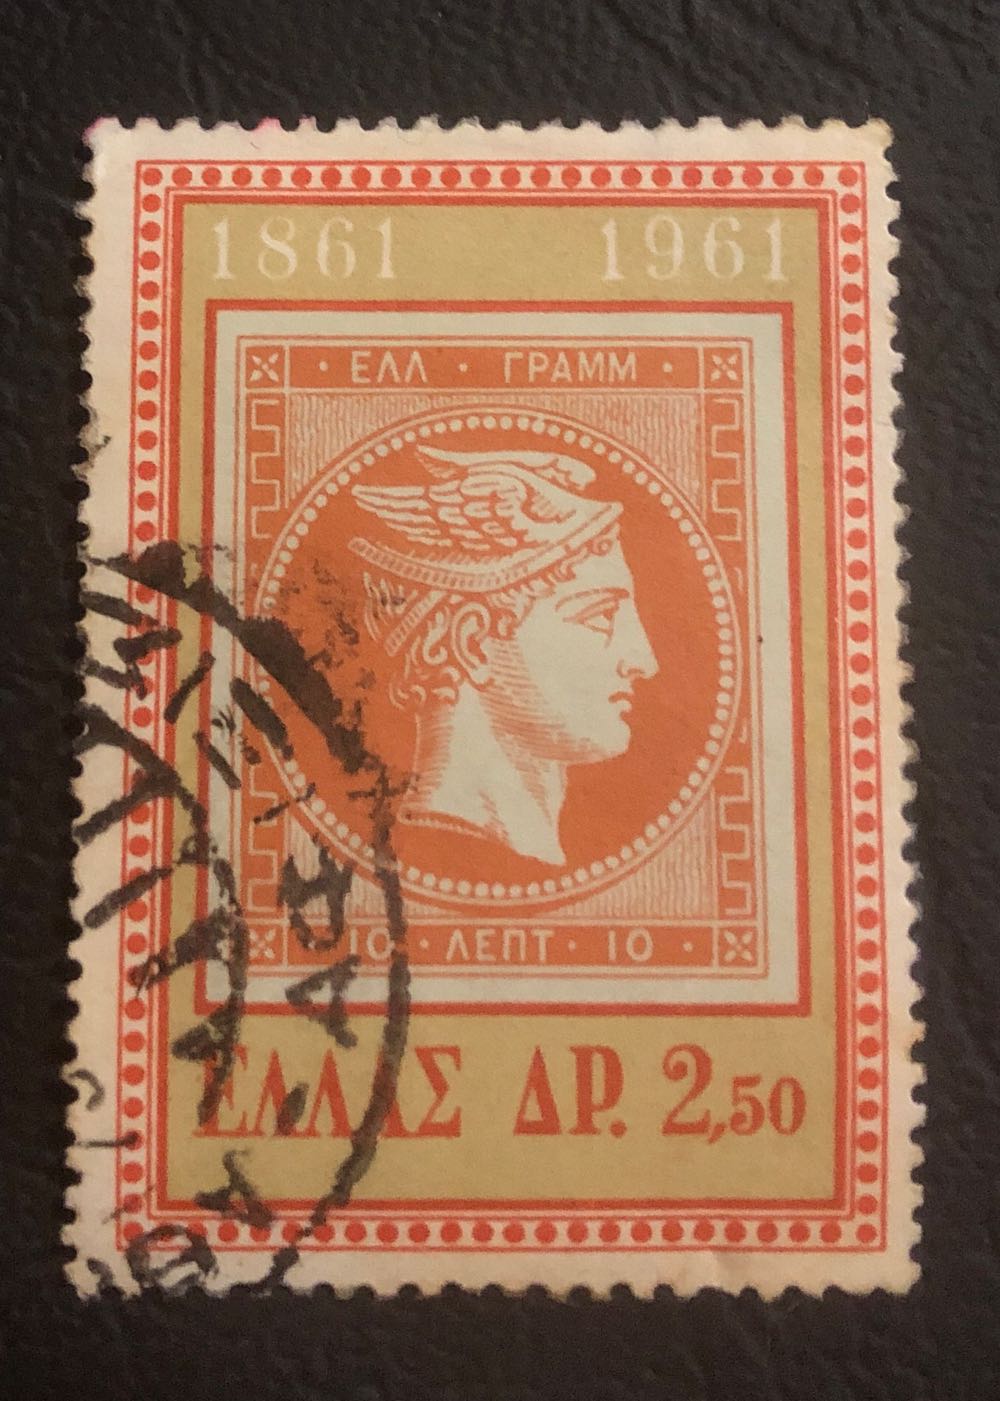 1861 1961
ΕΛΛ · ΓΡΑΜΜ
10 · ΛΕΠΤ · 10
ΕΛΛΑΣ ΔΡ. 2,50